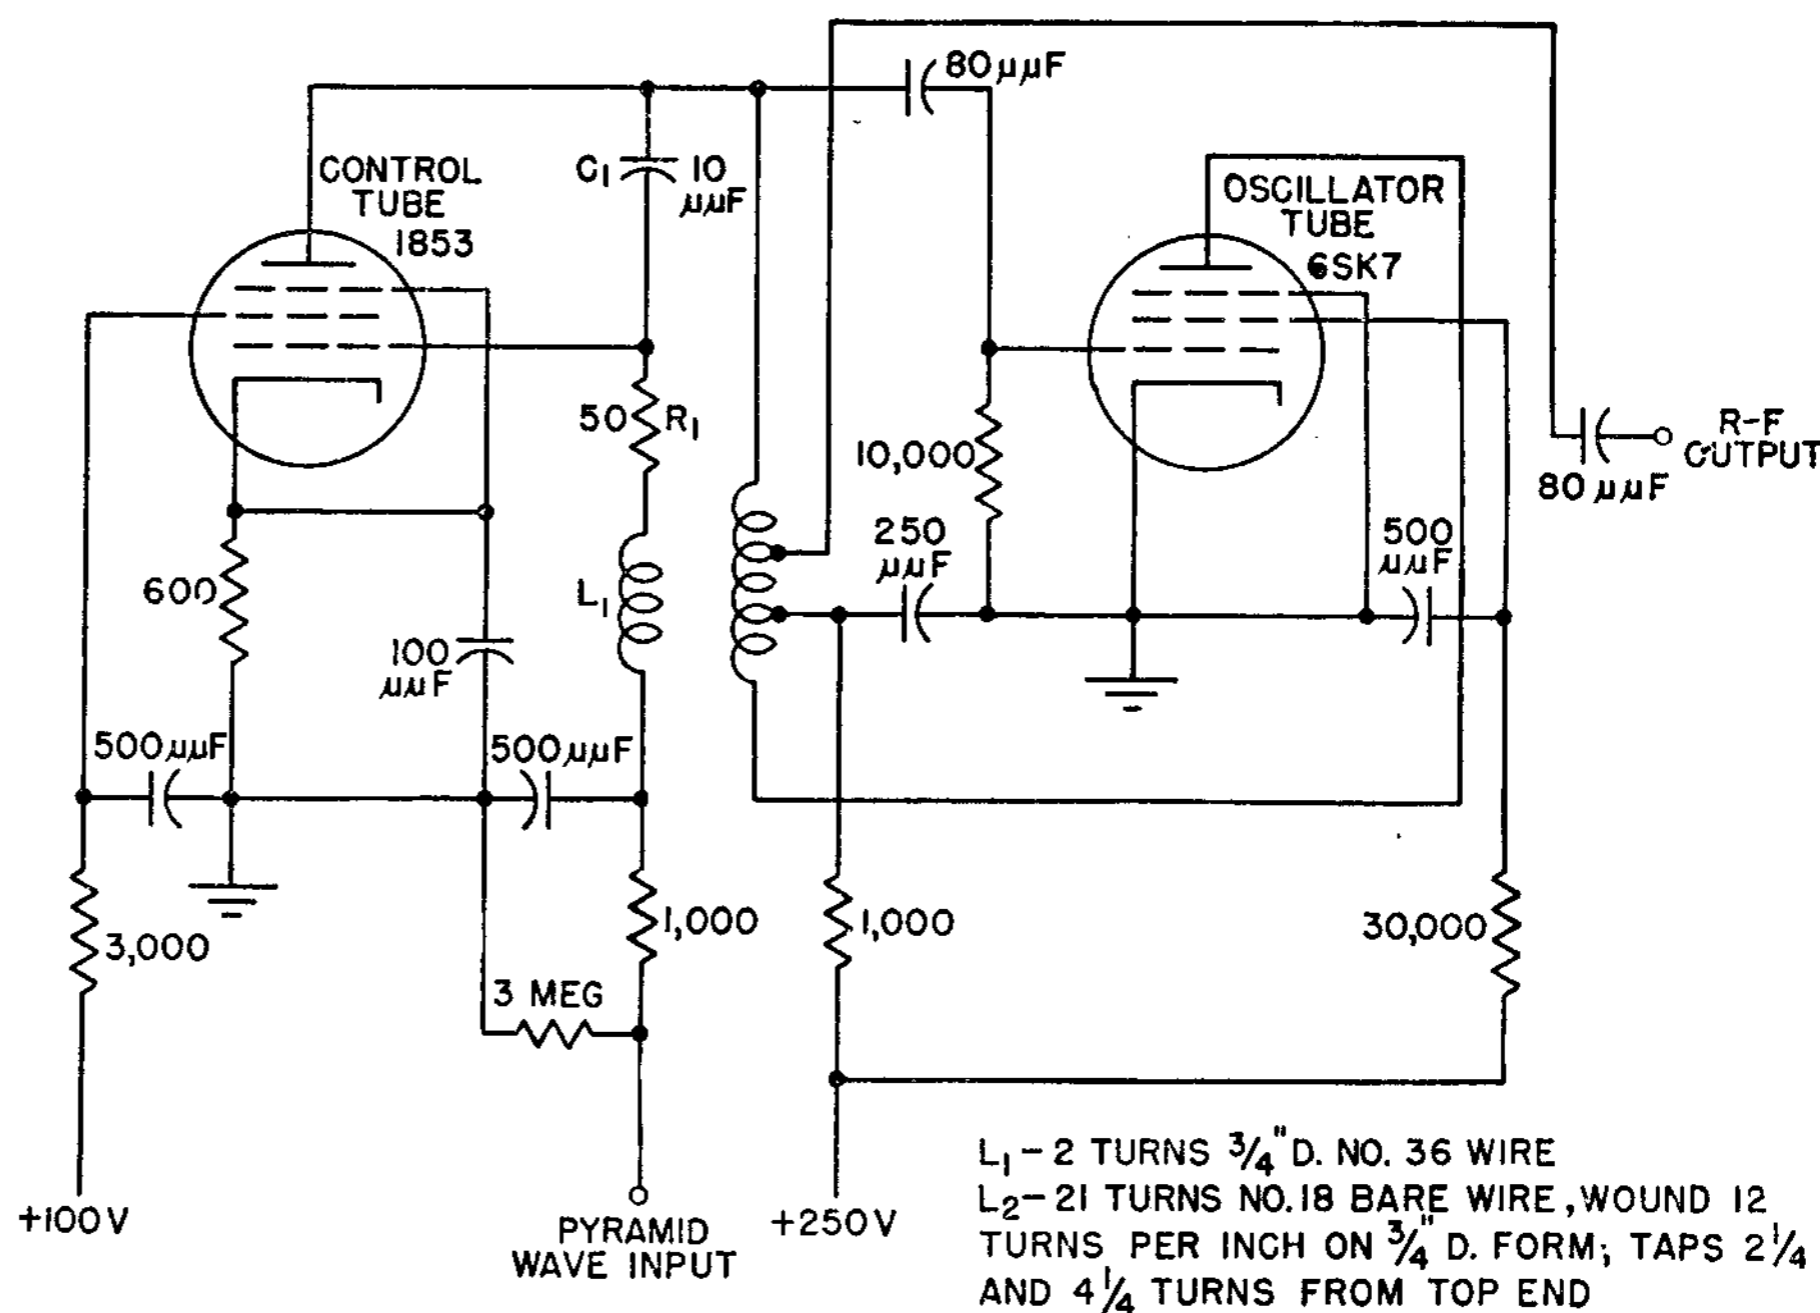 80 μμF
C1 10 μμF
CONTROL
TUBE
1853
OSCILLATOR
TUBE
6SK7
50 R1
10,000
R-F
OUTPUT
80 μμF
250
μμF
500
μμF
600
L1
100
μμF
500 μμF
500 μμF
3,000
1,000
1,000
30,000
3 MEG
+100V
PYRAMID
WAVE INPUT
+250V
L1 - 2 TURNS 3/4" D. NO. 36 WIRE
L2 - 21 TURNS NO. 18 BARE WIRE, WOUND 12
TURNS PER INCH ON 3/4" D. FORM; TAPS 2 1/4
AND 4 1/4 TURNS FROM TOP END